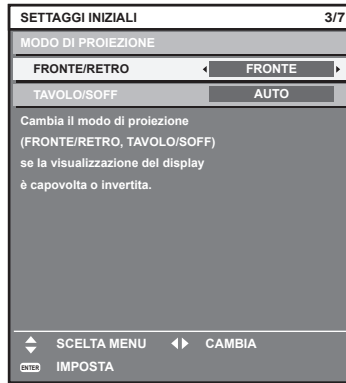 SETTAGGI INIZIALI 3/7
MODO DI PROIEZIONE
FRONTE/RETRO FRONTE
TAVOLO/SOFF AUTO
Cambia il modo di proiezione
(FRONTE/RETRO, TAVOLO/SOFF)
se la visualizzazione del display
è capovolta o invertita.
SCELTA MENU CAMBIA
ENTER IMPOSTA